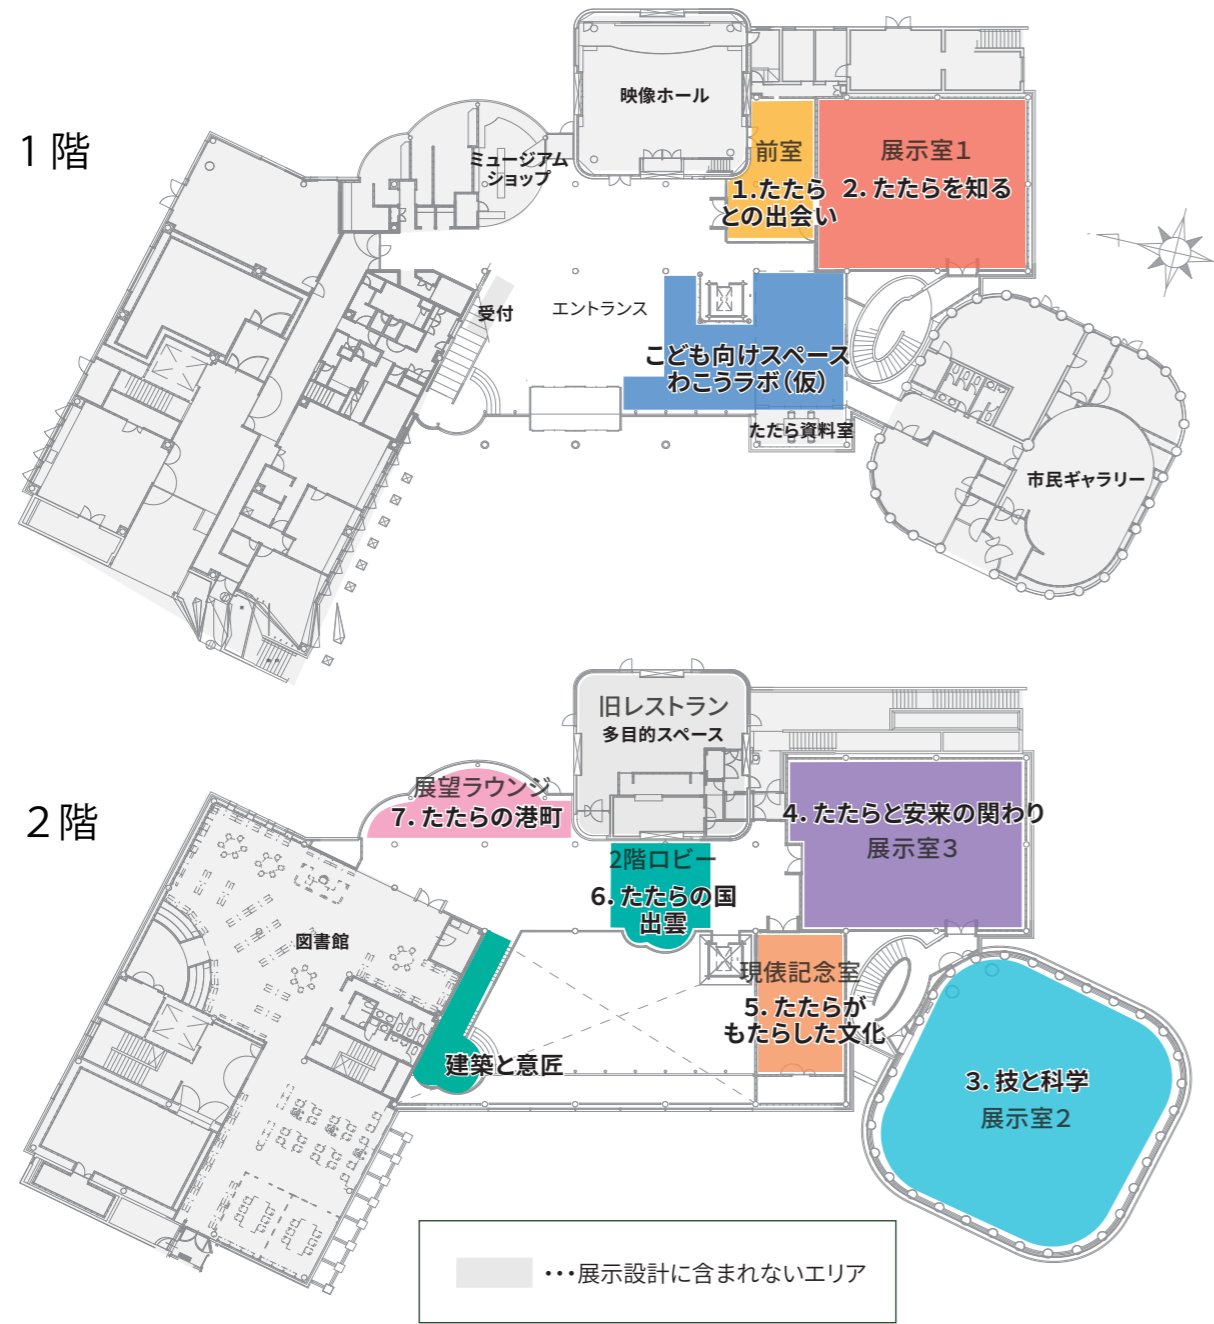 1階
映像ホール
ミュージアム
ショップ
前室
1.たたら
との出会い
展示室1
2. たたらを知る
受付
エントランス
こども向けスペース
わこうラボ(仮)
たたら資料室
市民ギャラリー
2階
旧レストラン
多目的スペース
展望ラウンジ
7. たたらの港町
4. たたらと安来の関わり
展示室3
2階ロビー
6. たたらの国
出雲
図書館
現俵記念室
5. たたらが
もたらした文化
建築と意匠
3. 技と科学
展示室2
・・・展示設計に含まれないエリア